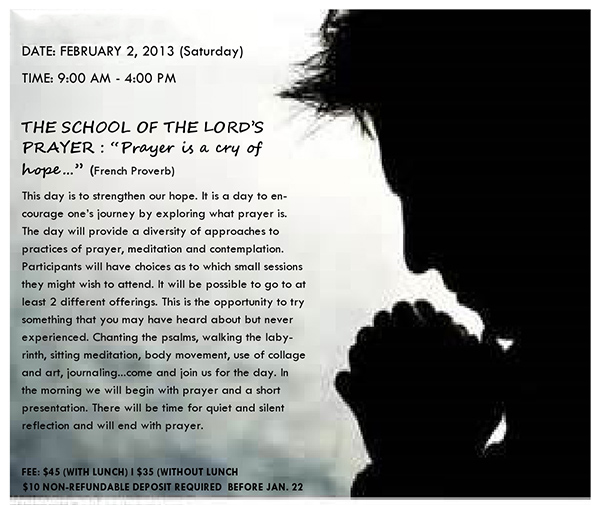 DATE: FEBRUARY 2, 2013 (Saturday)
TIME: 9:00 AM - 4:00 PM
THE SCHOOL OF THE LORD'S
PRAYER : “Prayer is a cry of
hope...” (French Proverb)
This day is to strengthen our hope. It is a day to en-
courage one's journey by exploring what prayer is.
The day will provide a diversity of approaches to
practices of prayer, meditation and contemplation.
Participants will have choices as to which small sessions
they might wish to attend. It will be possible to go to at
least 2 different offerings. This is the opportunity to try
something that you may have heard about but never
experienced. Chanting the psalms, walking the laby-
rinth, sitting meditation, body movement, use of collage
and art, journaling...come and join us for the day. In
the morning we will begin with prayer and a short
presentation. There will be time for quiet and silent
reflection and will end with prayer.
FEE: $45 (WITH LUNCH) I $35 (WITHOUT LUNCH
$10 NON-REFUNDABLE DEPOSIT REQUIRED BEFORE JAN. 22